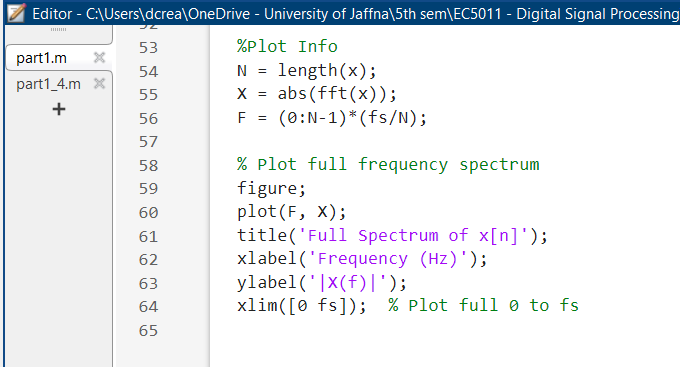 Editor - C:\Users\dcrea\OneDrive - University of Jaffna\5th sem\EC5011 - Digital Signal Processing
part1.m
part1_4.m
53 %Plot Info
54 N = length(x);
55 X = abs(fft(x));
56 F = (0:N-1)*(fs/N);
57
58 % Plot full frequency spectrum
59 figure;
60 plot(F, X);
61 title('Full Spectrum of x[n]');
62 xlabel('Frequency (Hz)');
63 ylabel('|X(f)|');
64 xlim([0 fs]);  % Plot full 0 to fs
65